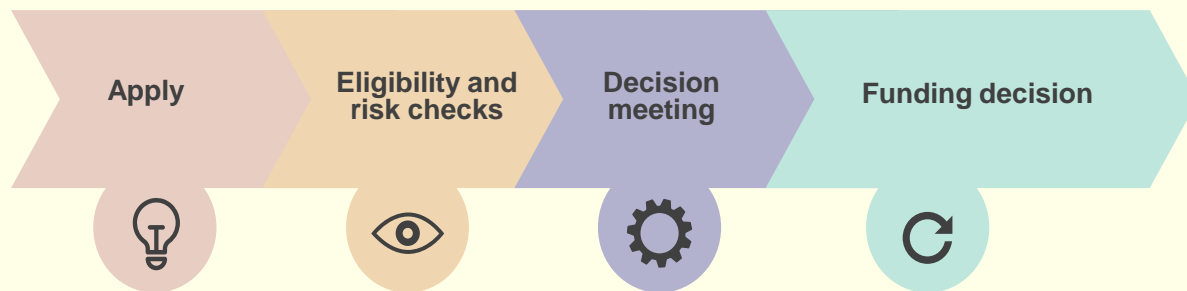 Apply
Eligibility and
risk checks
Decision
meeting
Funding decision